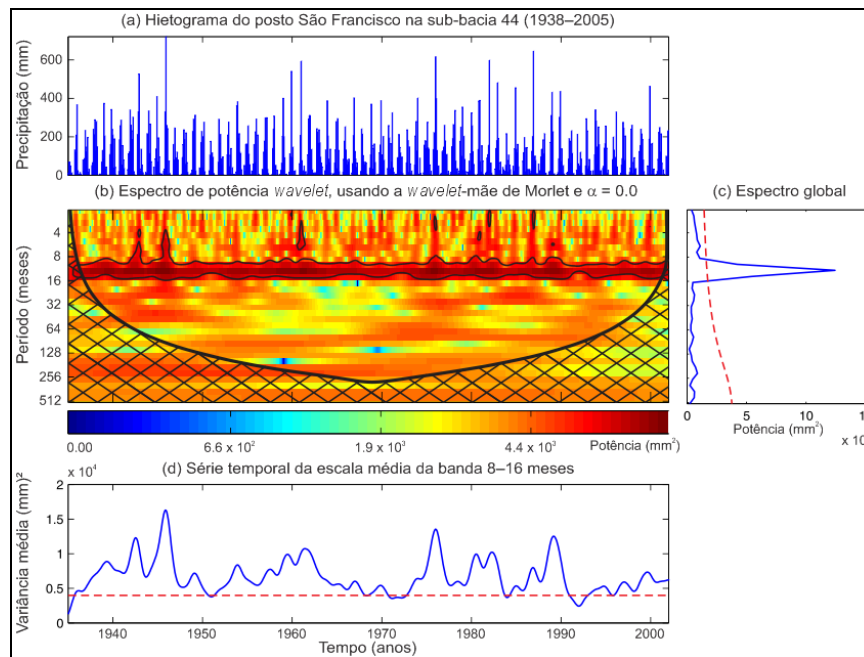 (a) Hietograma do posto São Francisco na sub-bacia 44 (1938–2005)
Precipitação (mm)
600
400
200
0
(b) Espectro de potência wavelet, usando a wavelet-mãe de Morlet e α = 0.0
(c) Espectro global
Período (meses)
4
8
16
32
64
128
256
512
0.00
6.6 x 10²
1.9 x 10³
4.4 x 10³
Potência (mm²)
0
5
10
Potência (mm²)
(d) Série temporal da escala média da banda 8–16 meses
x 10⁴
Variância média (mm)²
2
1.5
1
0.5
0
1940
1950
1960
1970
1980
1990
2000
Tempo (anos)